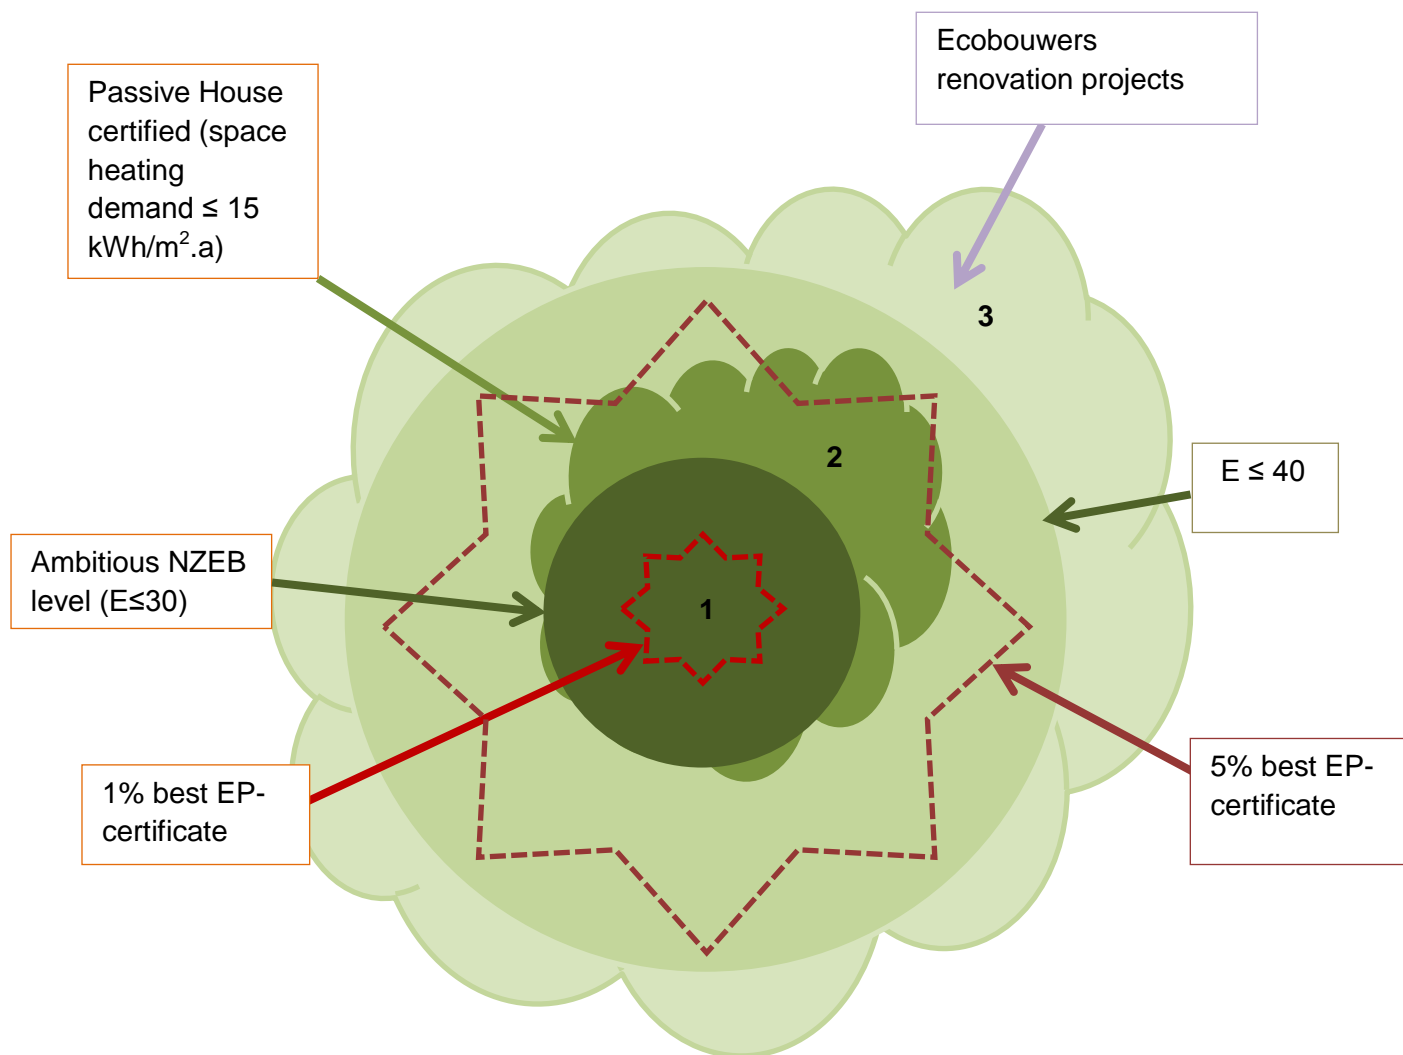 Ecobouwers
renovation projects
Passive House
certified (space
heating
demand ≤ 15
kWh/m².a)
3
2
E ≤ 40
Ambitious NZEB
level (E≤30)
1
1% best EP-
certificate
5% best EP-
certificate